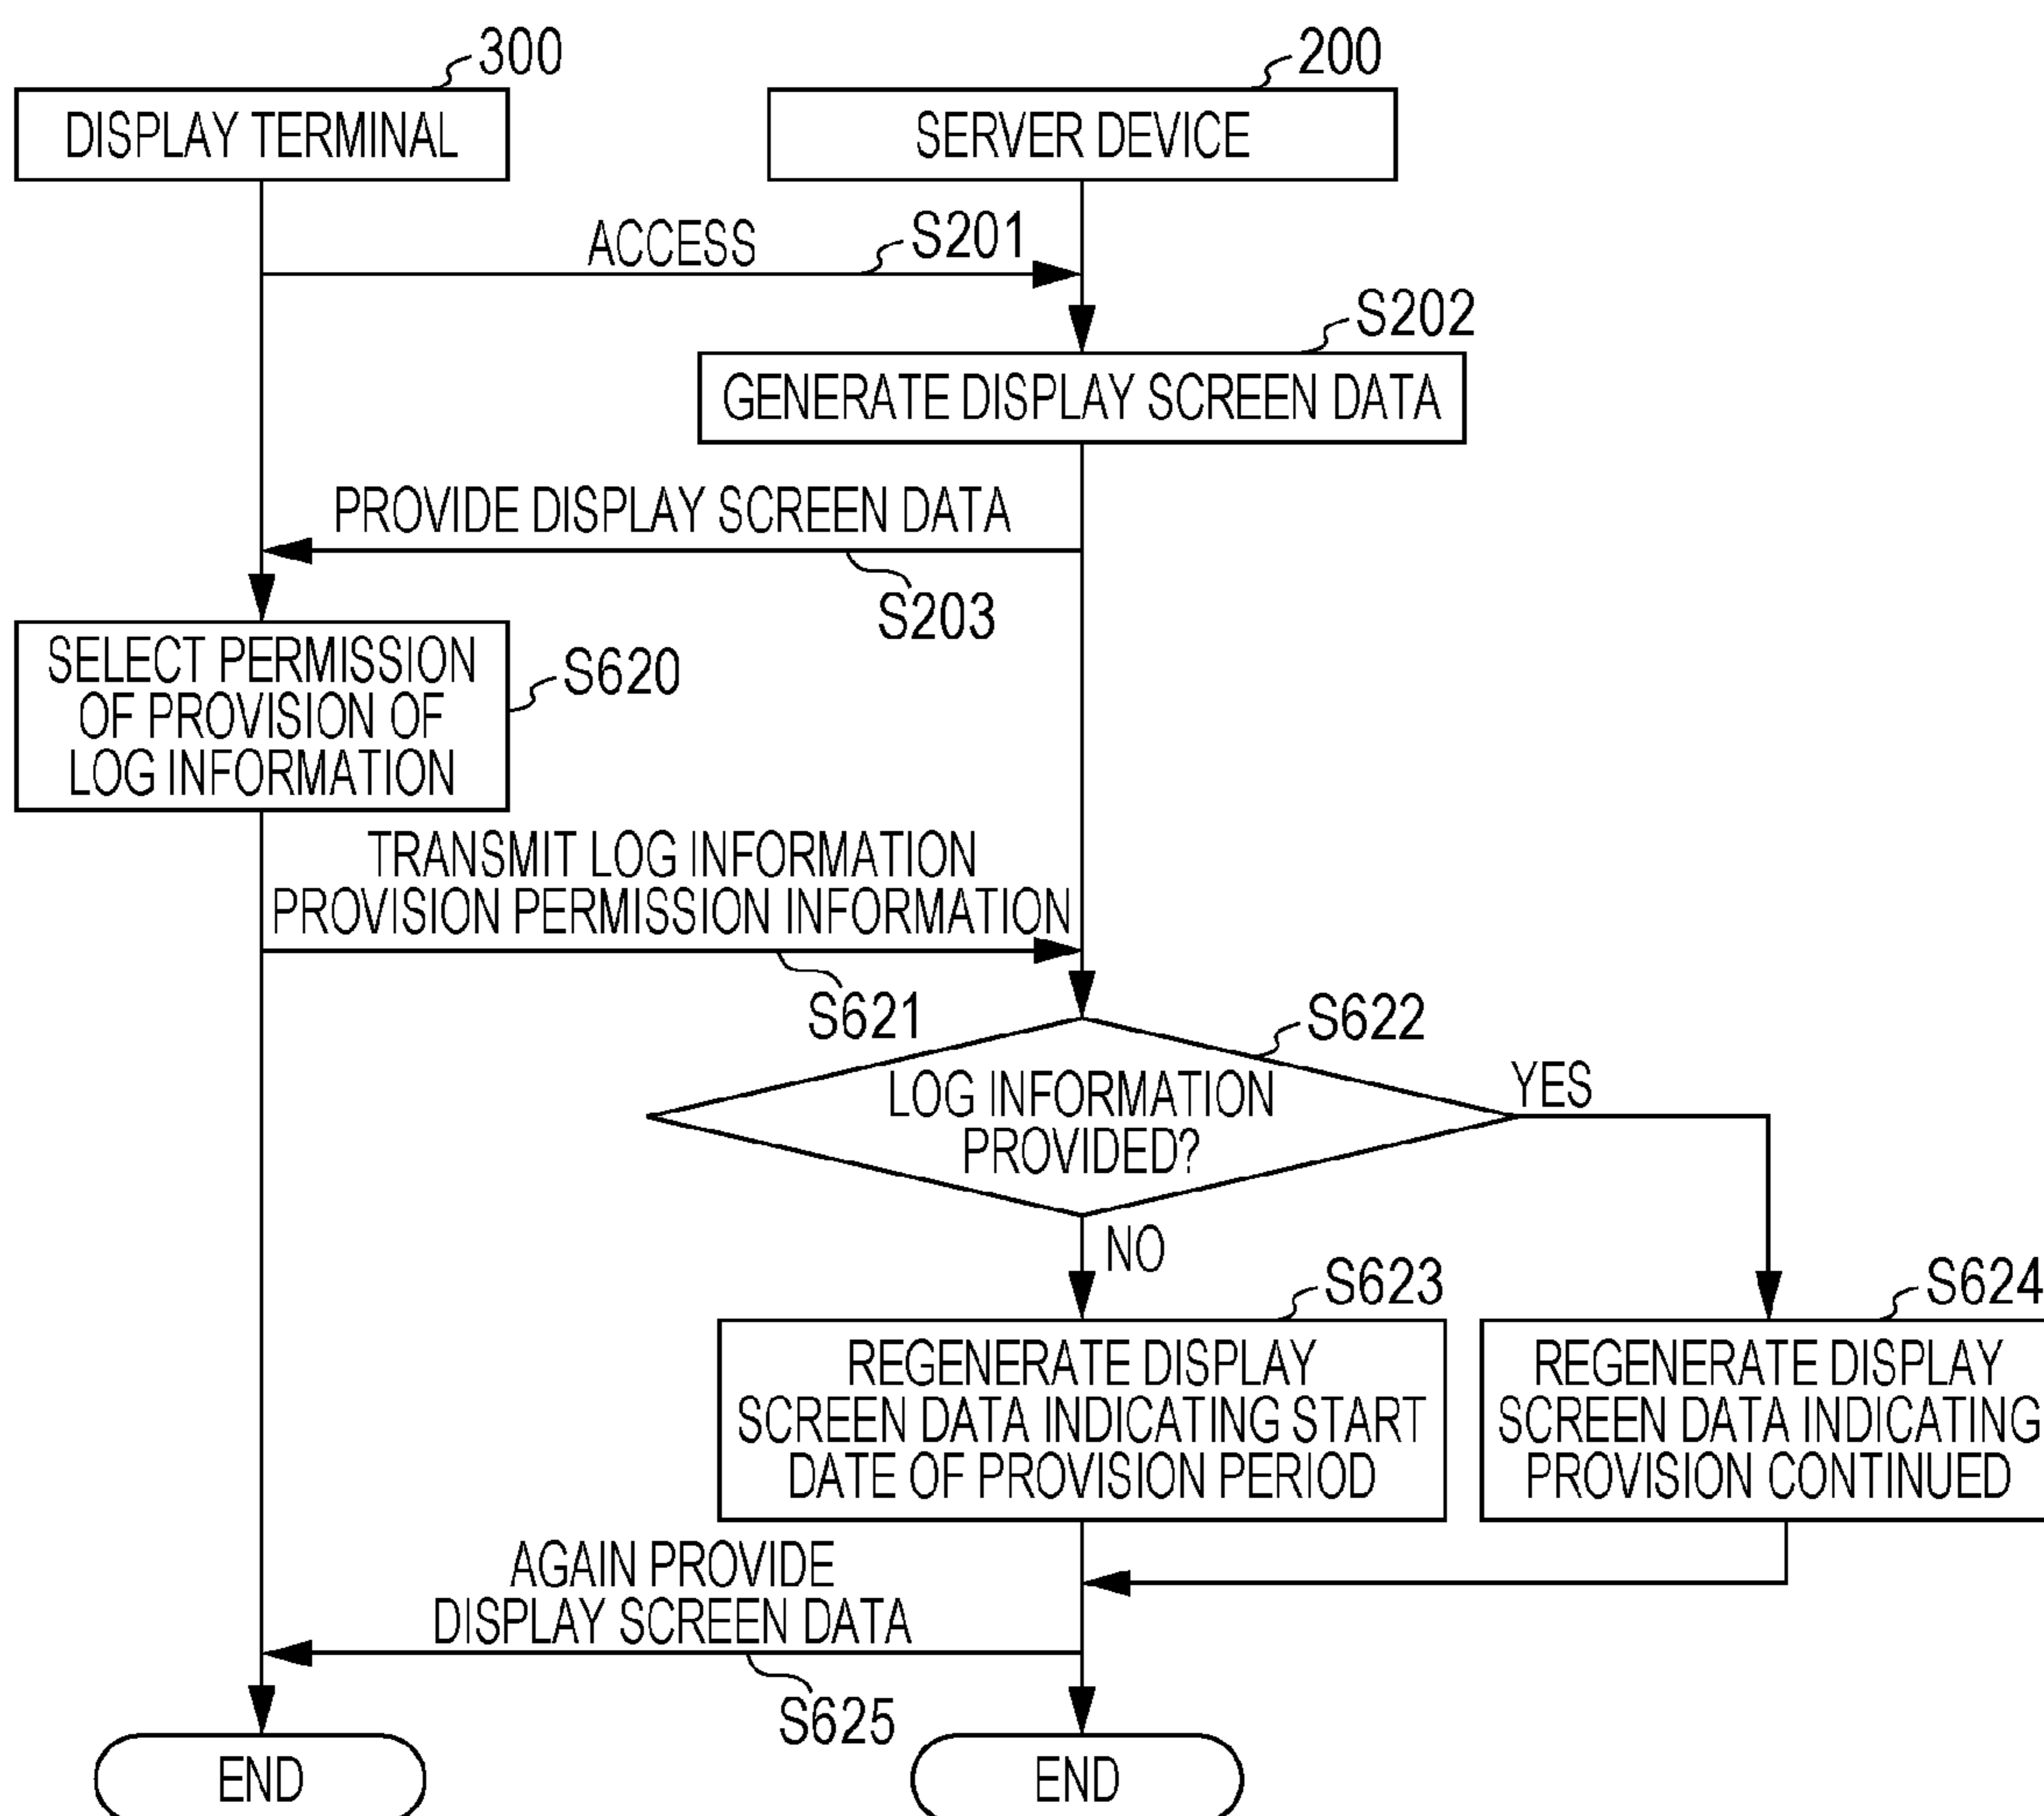 300
200
DISPLAY TERMINAL
SERVER DEVICE
ACCESS
S201
S202
GENERATE DISPLAY SCREEN DATA
PROVIDE DISPLAY SCREEN DATA
S203
SELECT PERMISSION
OF PROVISION OF
LOG INFORMATION
S620
TRANSMIT LOG INFORMATION
PROVISION PERMISSION INFORMATION
S621
S622
LOG INFORMATION
PROVIDED?
YES
NO
S623
S624
REGENERATE DISPLAY
SCREEN DATA INDICATING START
DATE OF PROVISION PERIOD
REGENERATE DISPLAY
SCREEN DATA INDICATING
PROVISION CONTINUED
AGAIN PROVIDE
DISPLAY SCREEN DATA
S625
END
END